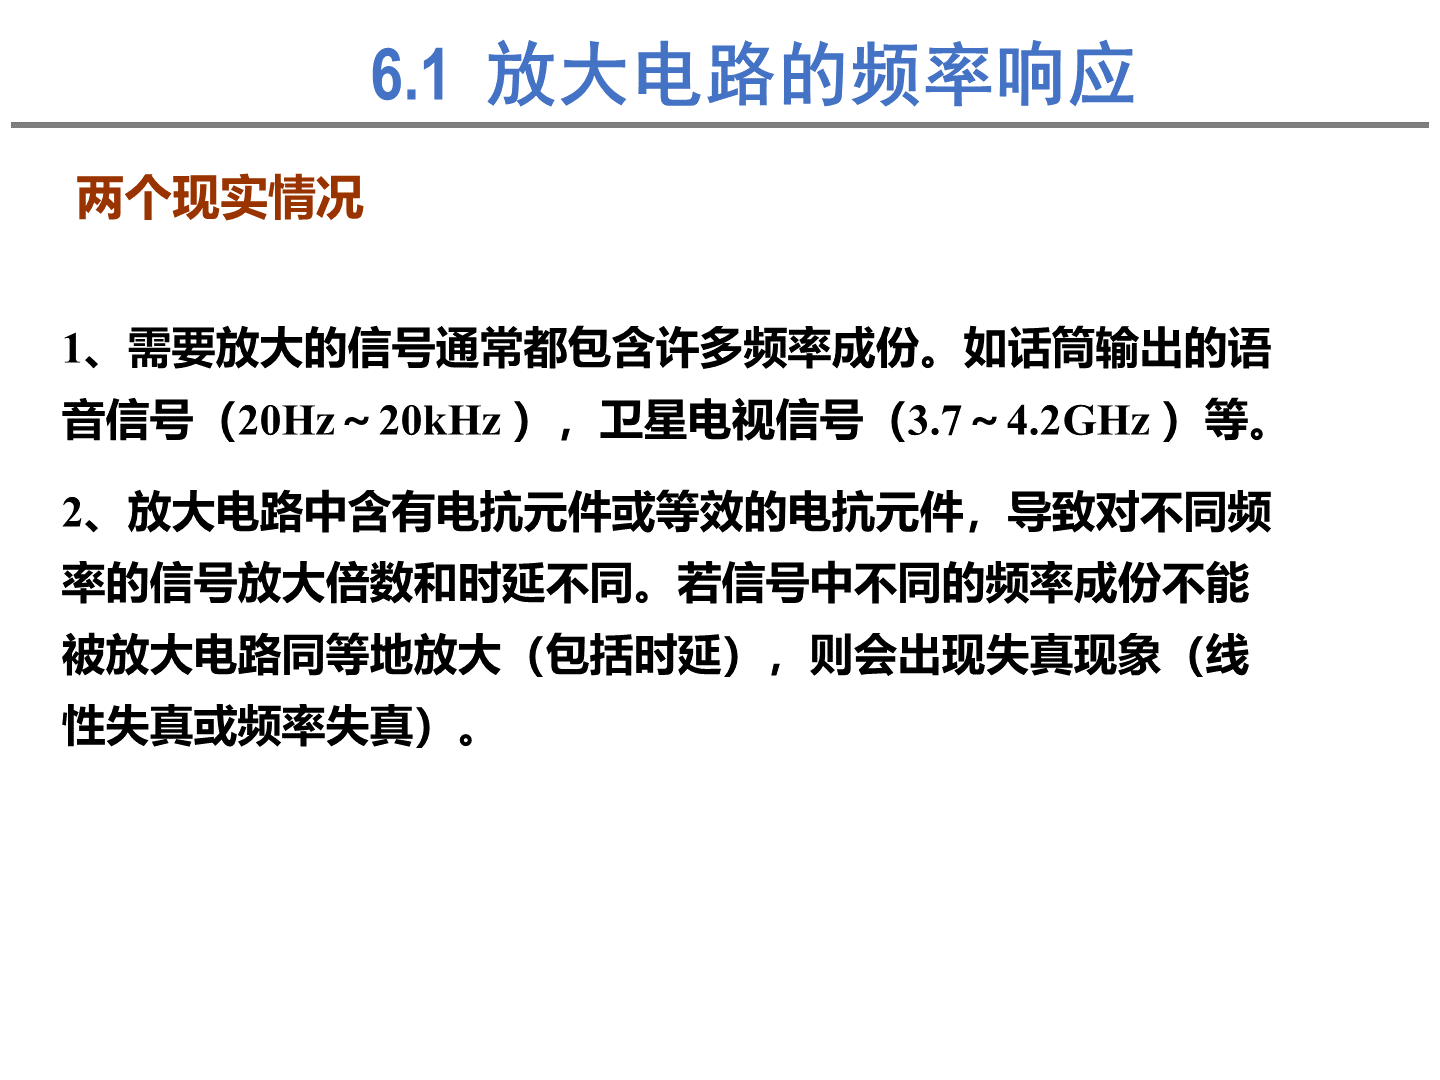 6.1 放大电路的频率响应
两个现实情况
1、需要放大的信号通常都包含许多频率成份。如话筒输出的语
音信号（20Hz～20kHz ），卫星电视信号（3.7～4.2GHz ）等。
2、放大电路中含有电抗元件或等效的电抗元件，导致对不同频
率的信号放大倍数和时延不同。若信号中不同的频率成份不能
被放大电路同等地放大（包括时延），则会出现失真现象（线
性失真或频率失真）。